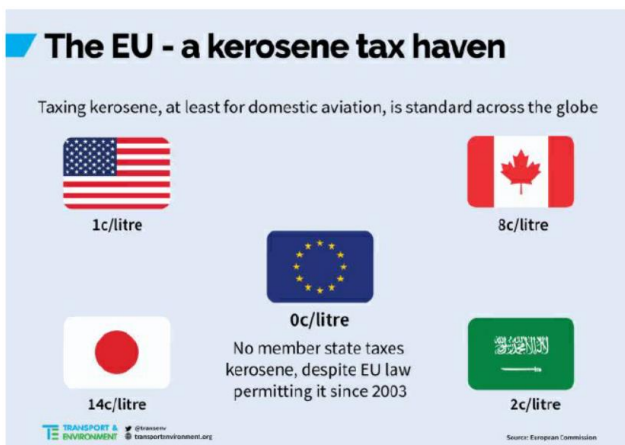 The EU - a kerosene tax haven
Taxing kerosene, at least for domestic aviation, is standard across the globe
1c/litre
8c/litre
0c/litre
No member state taxes
kerosene, despite EU law
permitting it since 2003
14c/litre
2c/litre
TRANSPORT &
ENVIRONMENT
@transenv
transportenvironment.org
Source: European Commission